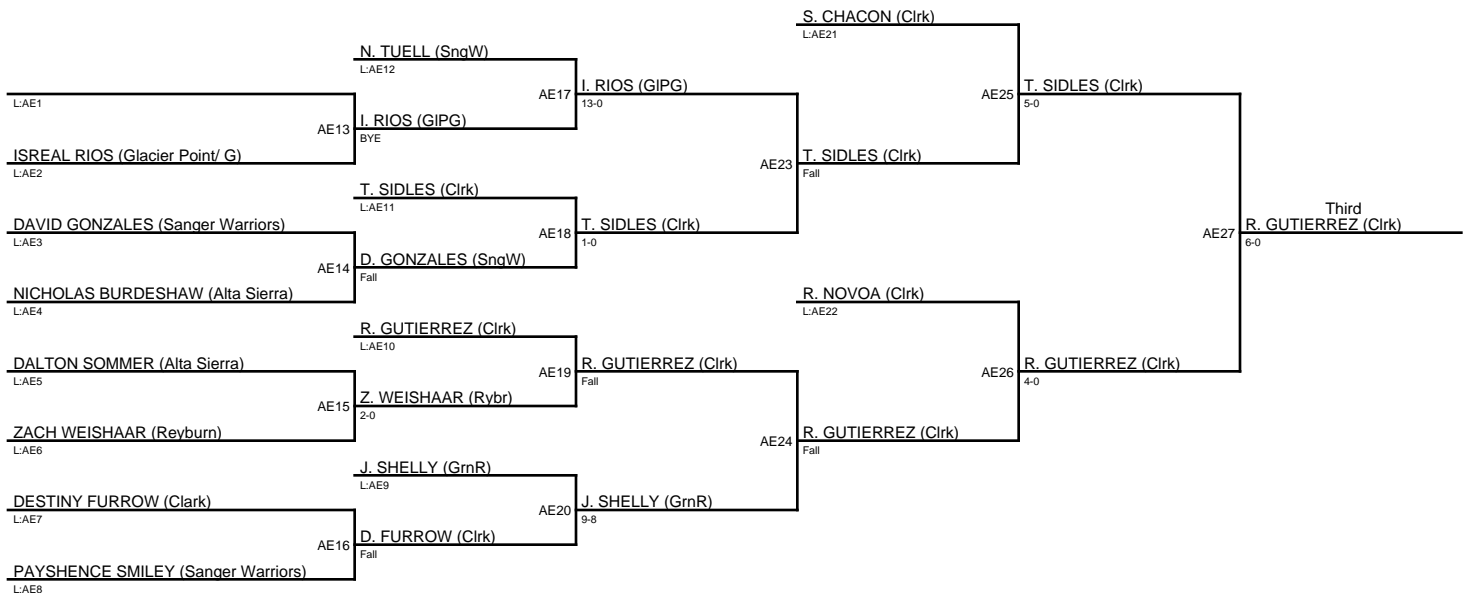 S. CHACON (Clrk)
L:AE21
N. TUELL (SngW)
L:AE12
AE17
I. RIOS (GlPG)
13-0
AE25
T. SIDLES (Clrk)
5-0
L:AE1
AE13
I. RIOS (GlPG)
BYE
ISREAL RIOS (Glacier Point/ G)
L:AE2
AE23
T. SIDLES (Clrk)
Fall
T. SIDLES (Clrk)
L:AE11
DAVID GONZALES (Sanger Warriors)
L:AE3
AE18
T. SIDLES (Clrk)
1-0
Third
AE27
R. GUTIERREZ (Clrk)
6-0
AE14
D. GONZALES (SngW)
Fall
NICHOLAS BURDESHAW (Alta Sierra)
L:AE4
R. NOVOA (Clrk)
L:AE22
R. GUTIERREZ (Clrk)
L:AE10
DALTON SOMMER (Alta Sierra)
L:AE5
AE19
R. GUTIERREZ (Clrk)
Fall
AE26
R. GUTIERREZ (Clrk)
4-0
AE15
Z. WEISHAAR (Rybr)
2-0
ZACH WEISHAAR (Reyburn)
L:AE6
AE24
R. GUTIERREZ (Clrk)
Fall
J. SHELLY (GrnR)
L:AE9
DESTINY FURROW (Clark)
L:AE7
AE20
J. SHELLY (GrnR)
9-8
AE16
D. FURROW (Clrk)
Fall
PAYSHENCE SMILEY (Sanger Warriors)
L:AE8